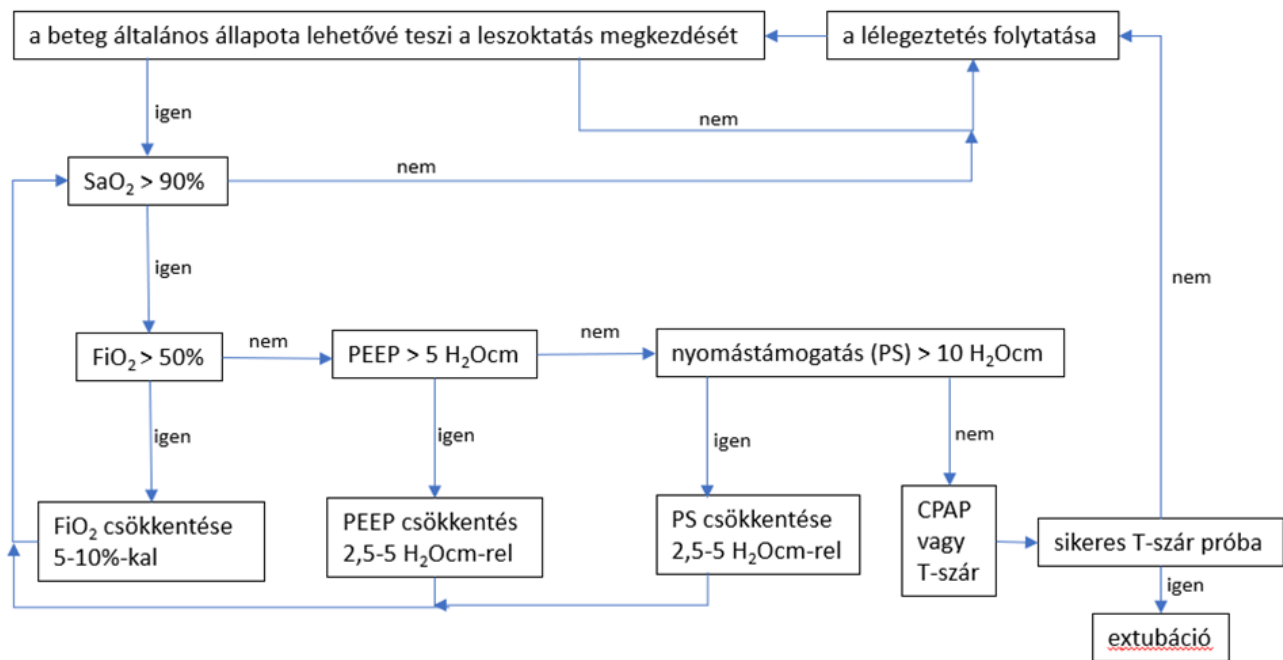 a beteg általános állapota lehetővé teszi a leszoktatás megkezdését
a lélegeztetés folytatása
igen
nem
SaO₂ > 90%
nem
igen
nem
FiO₂ > 50%
nem
PEEP > 5 H₂Ocm
nem
nyomástámogatás (PS) > 10 H₂Ocm
igen
igen
igen
nem
FiO₂ csökkentése
5-10%-kal
PEEP csökkentés
2,5-5 H₂Ocm-rel
PS csökkentése
2,5-5 H₂Ocm-rel
CPAP
vagy
T-szár
sikeres T-szár próba
igen
extubáció